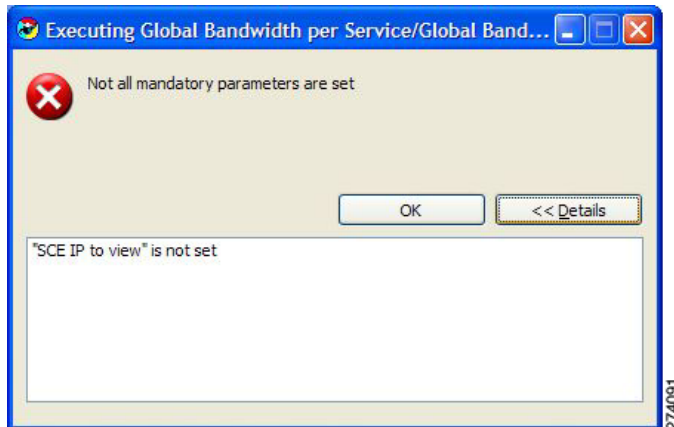 Executing Global Bandwidth per Service/Global Band...
Not all mandatory parameters are set
OK
<< Details
"SCE IP to view" is not set
274091